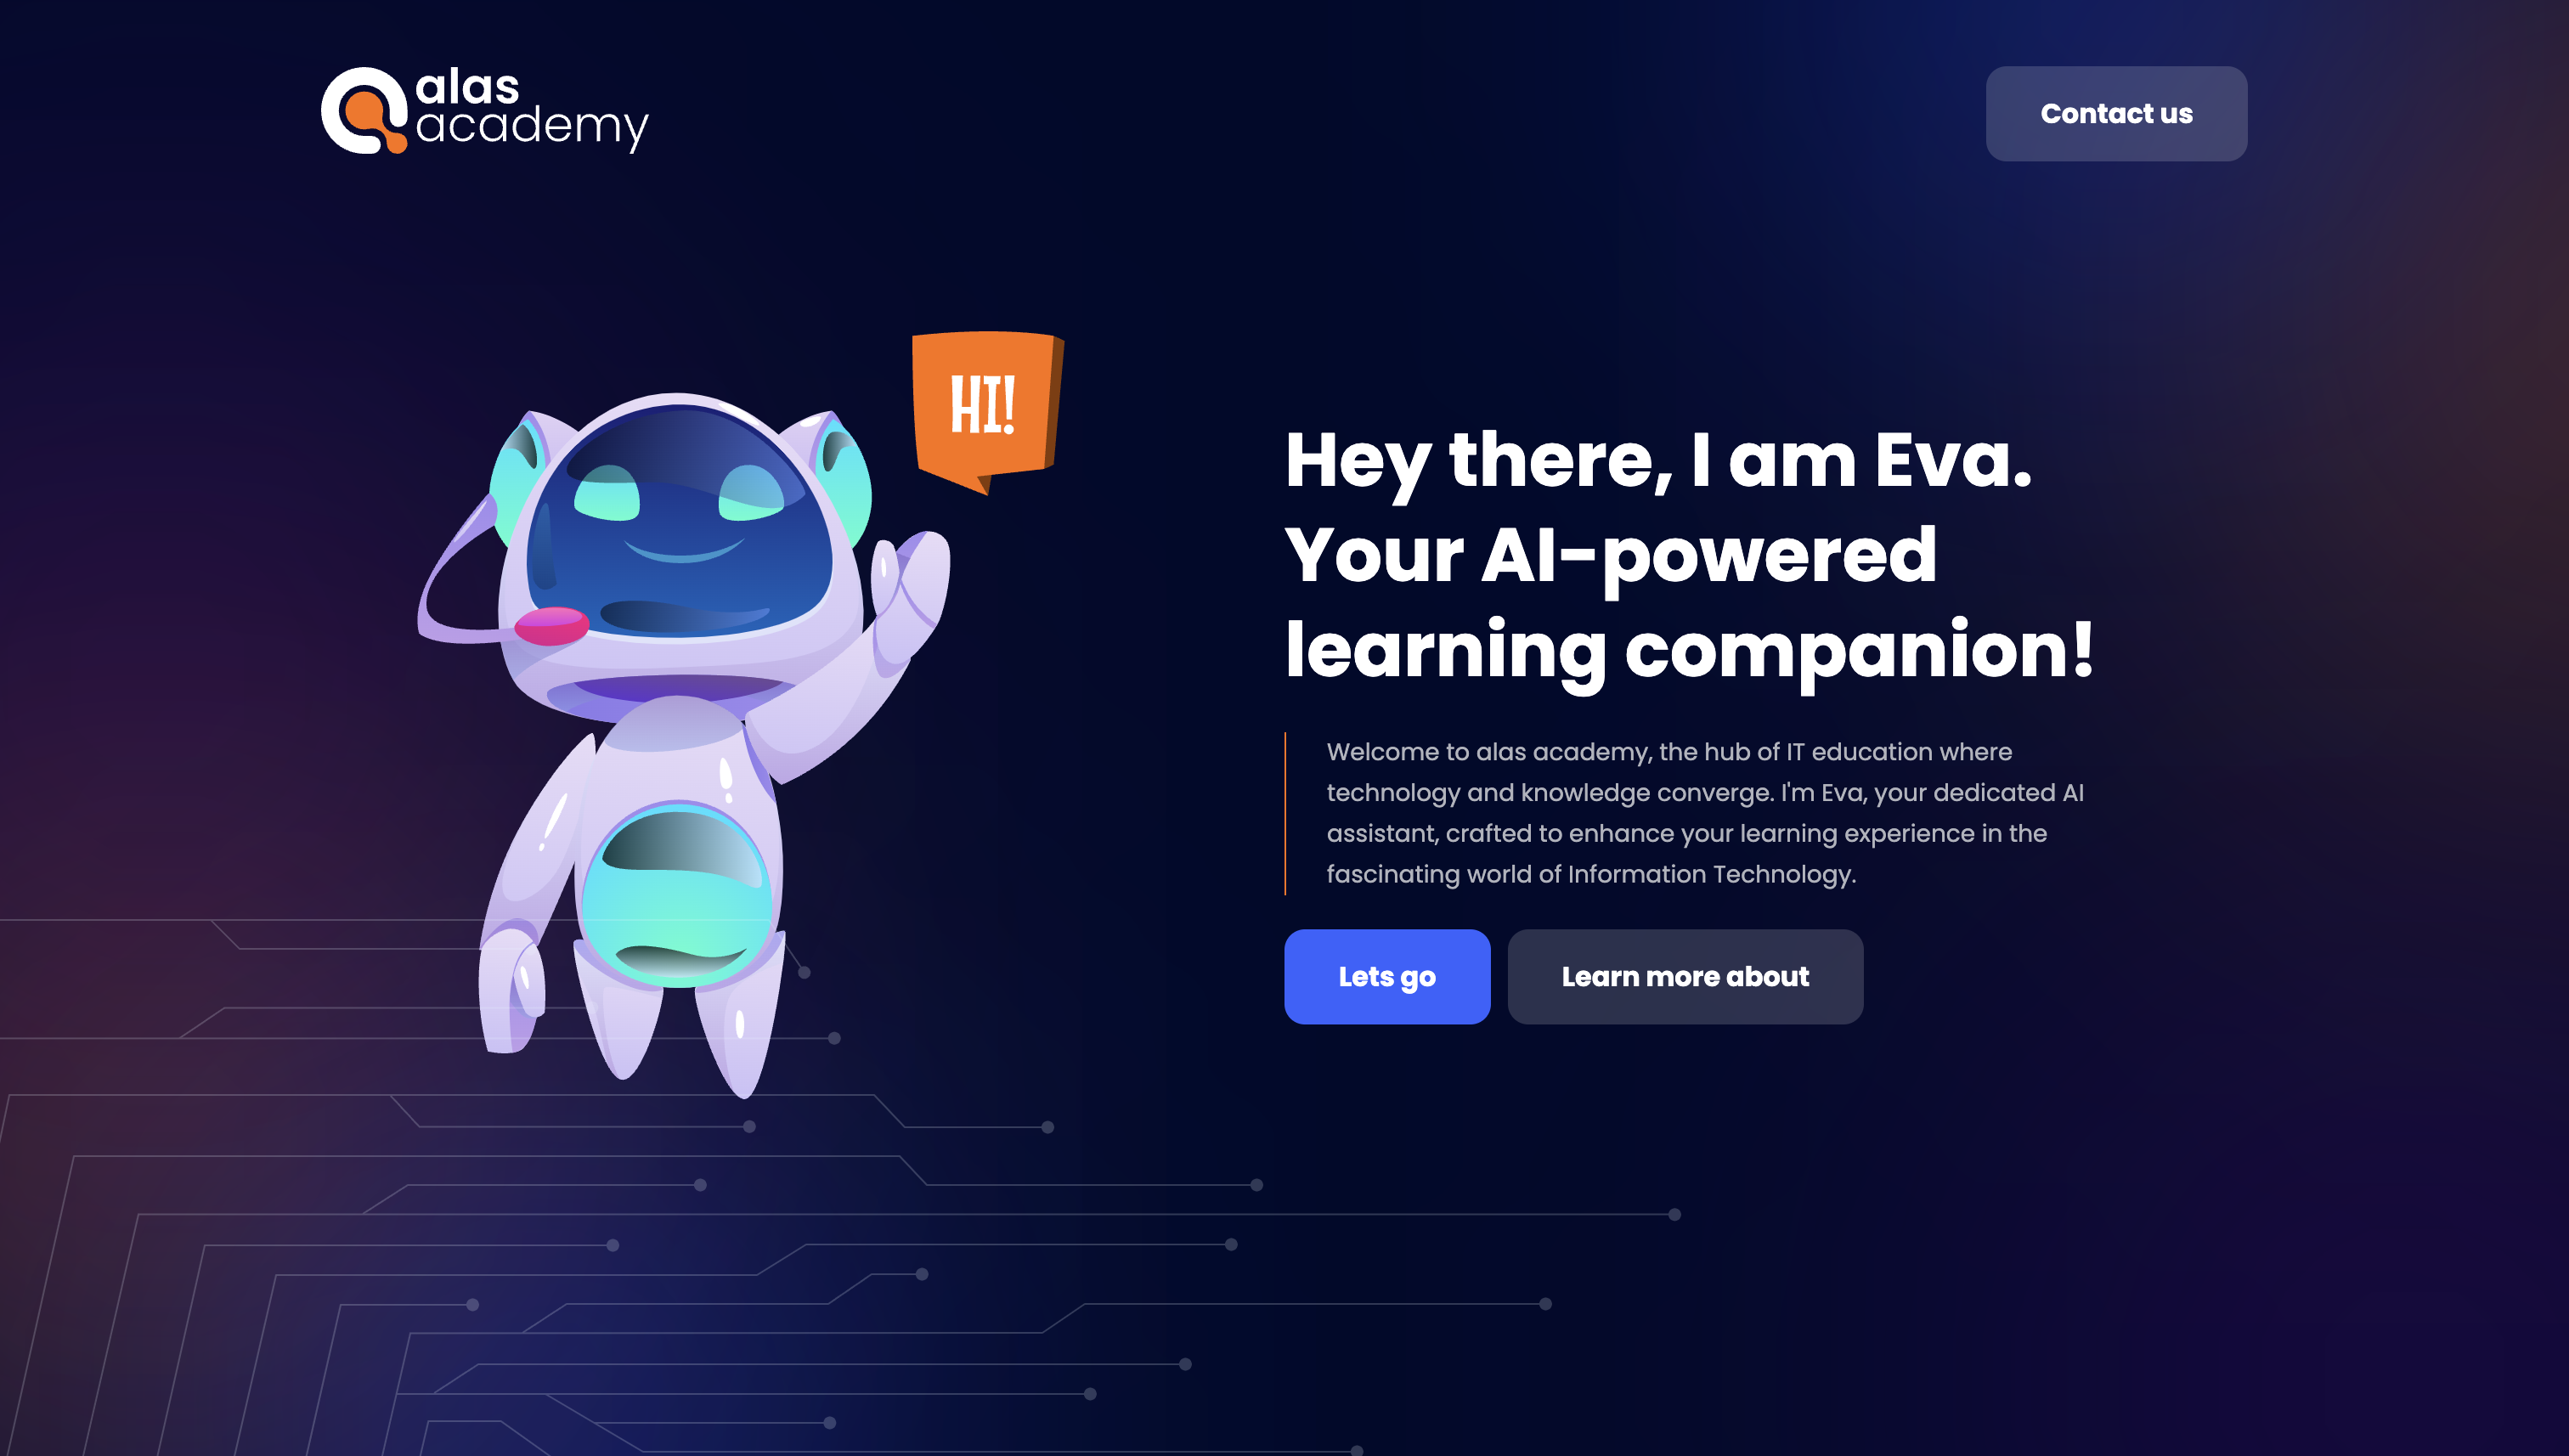 alas
academy
Contact us
HI!
Hey there, I am Eva.
Your AI-powered
learning companion!
Welcome to alas academy, the hub of IT education where
technology and knowledge converge. I'm Eva, your dedicated AI
assistant, crafted to enhance your learning experience in the
fascinating world of Information Technology.
Lets go
Learn more about